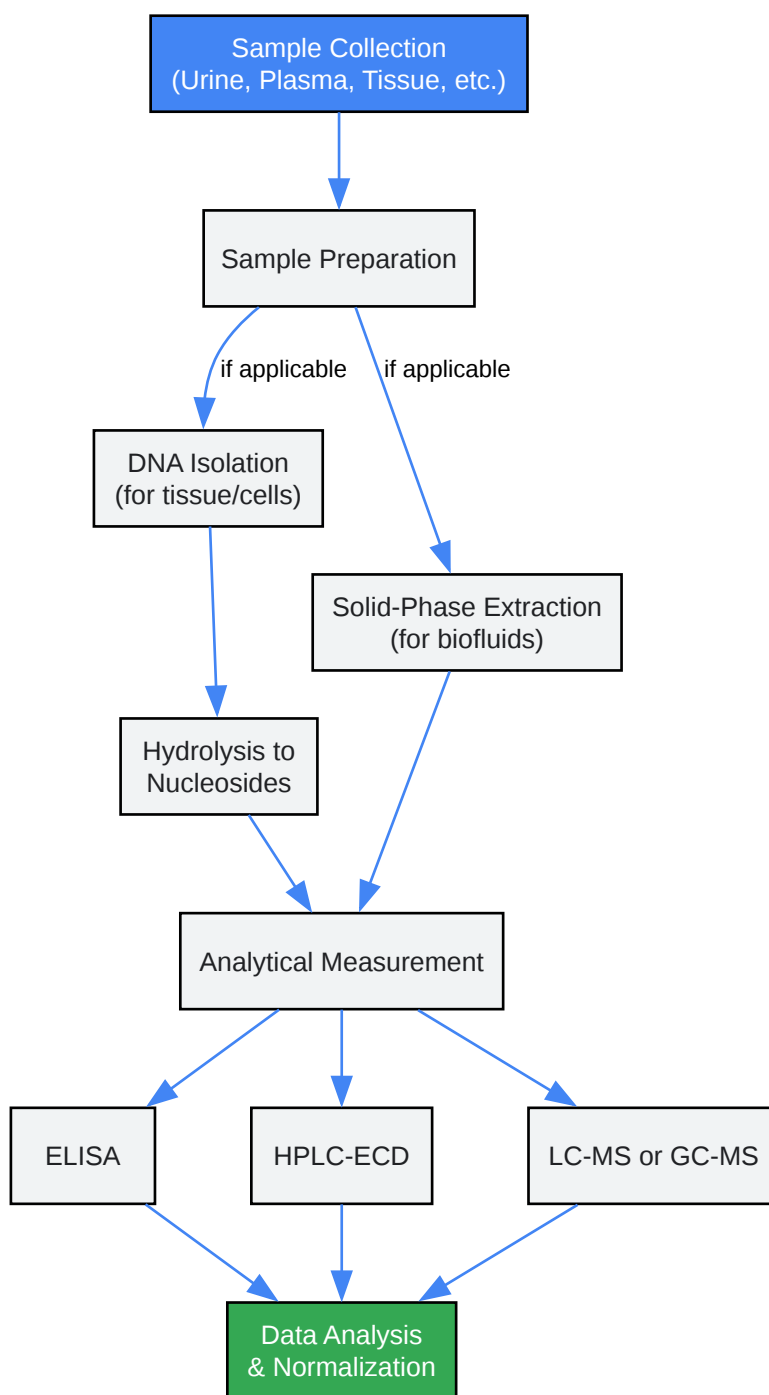 Sample Collection
(Urine, Plasma, Tissue, etc.)
Sample Preparation
if applicable
if applicable
DNA Isolation
(for tissue/cells)
Solid-Phase Extraction
(for biofluids)
Hydrolysis to
Nucleosides
Analytical Measurement
ELISA
HPLC-ECD
LC-MS or GC-MS
Data Analysis
& Normalization